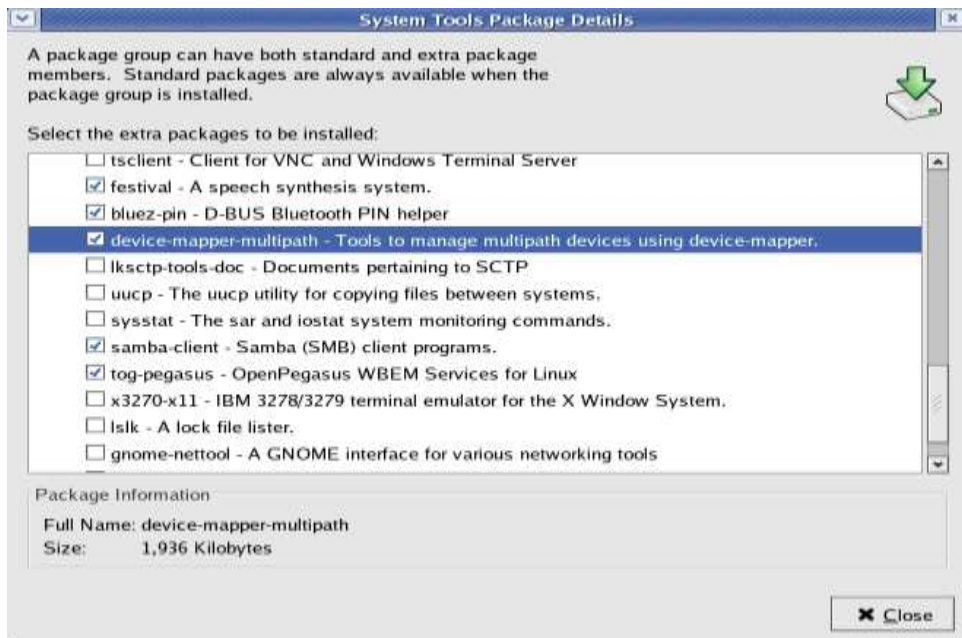 System Tools Package Details
A package group can have both standard and extra package
members. Standard packages are always available when the
package group is installed.
Select the extra packages to be installed:
tsclient - Client for VNC and Windows Terminal Server
festival - A speech synthesis system.
bluez-pin - D-BUS Bluetooth PIN helper
device-mapper-multipath - Tools to manage multipath devices using device-mapper.
lksctp-tools-doc - Documents pertaining to SCTP
uucp - The uucp utility for copying files between systems.
sysstat - The sar and iostat system monitoring commands.
samba-client - Samba (SMB) client programs.
tog-pegasus - OpenPegasus WBEM Services for Linux
x3270-x11 - IBM 3278/3279 terminal emulator for the X Window System.
lslk - A lock file lister.
gnome-nettool - A GNOME interface for various networking tools
Package Information
Full Name: device-mapper-multipath
Size: 1,936 Kilobytes
Close